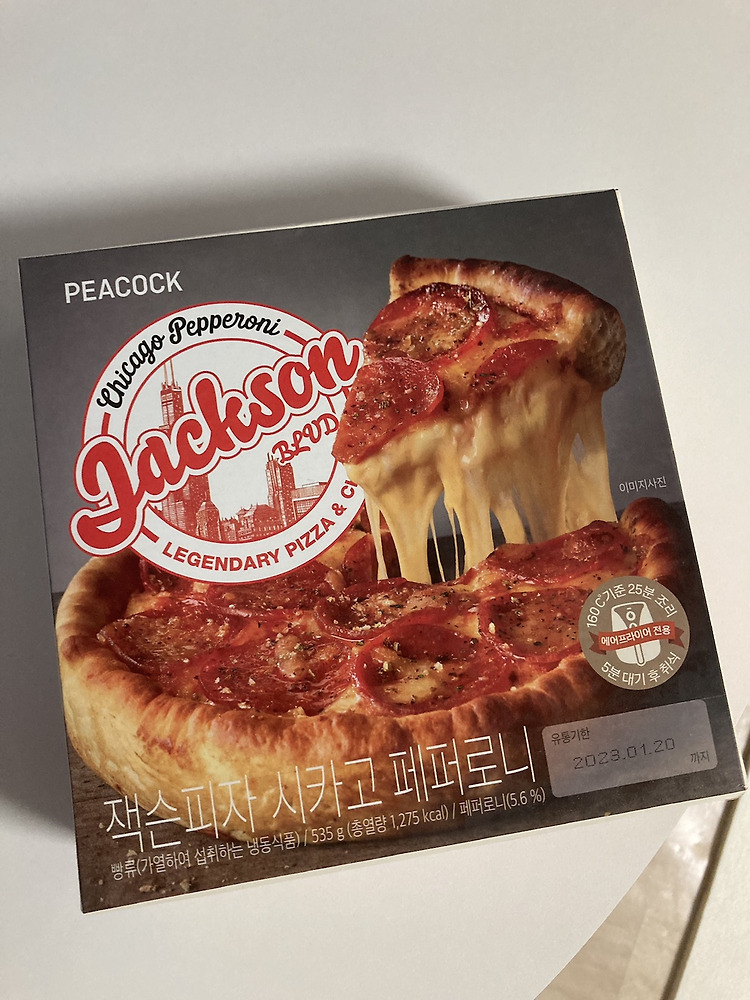 PEACOCK
Chicago Pepperoni
Jackson
BLVD
LEGENDARY PIZZA &
이미지사진
160℃기준 25분 조리
에어프라이어 전용
5분 대기 후 취식
유통기한
2023.01.20
까지
잭슨피자 시카고 페퍼로니
빵류(가열하여 섭취하는 냉동식품) / 535 g (총열량 1,275 kcal) / 페퍼로니(5.6 %)